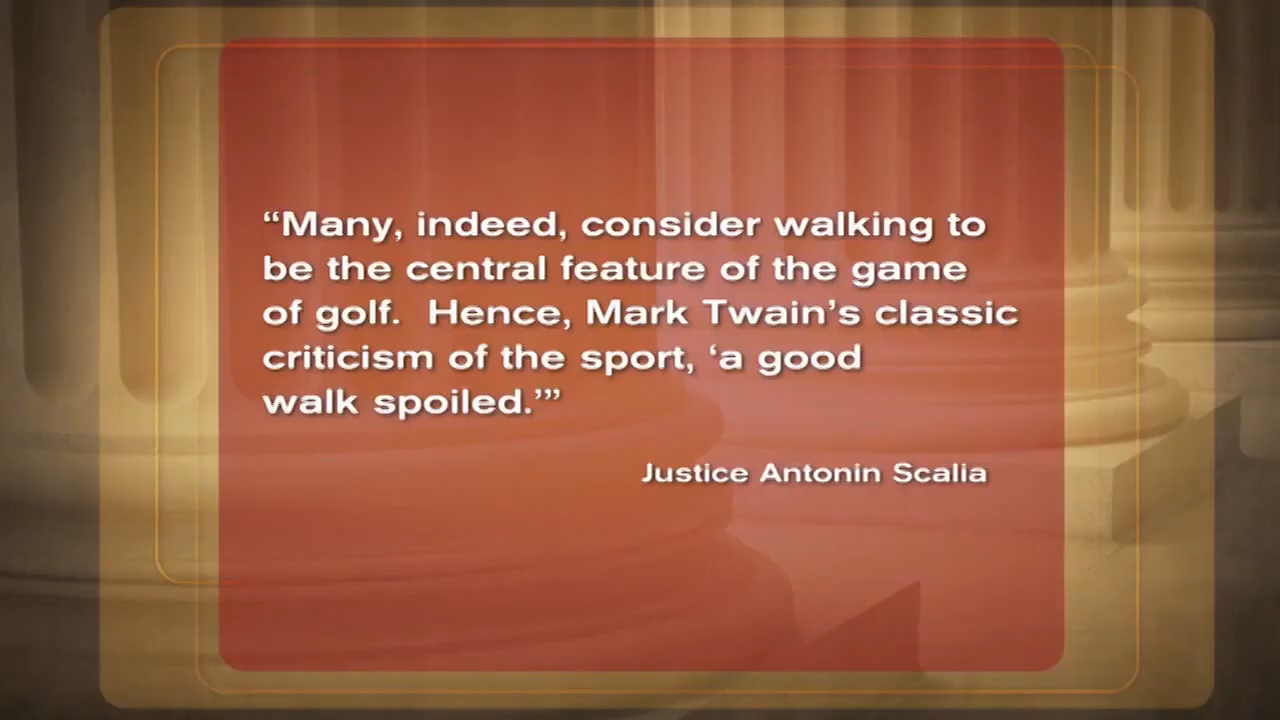 “Many, indeed, consider walking to
be the central feature of the game
of golf.  Hence, Mark Twain’s classic
criticism of the sport, ‘a good
walk spoiled.’”
Justice Antonin Scalia